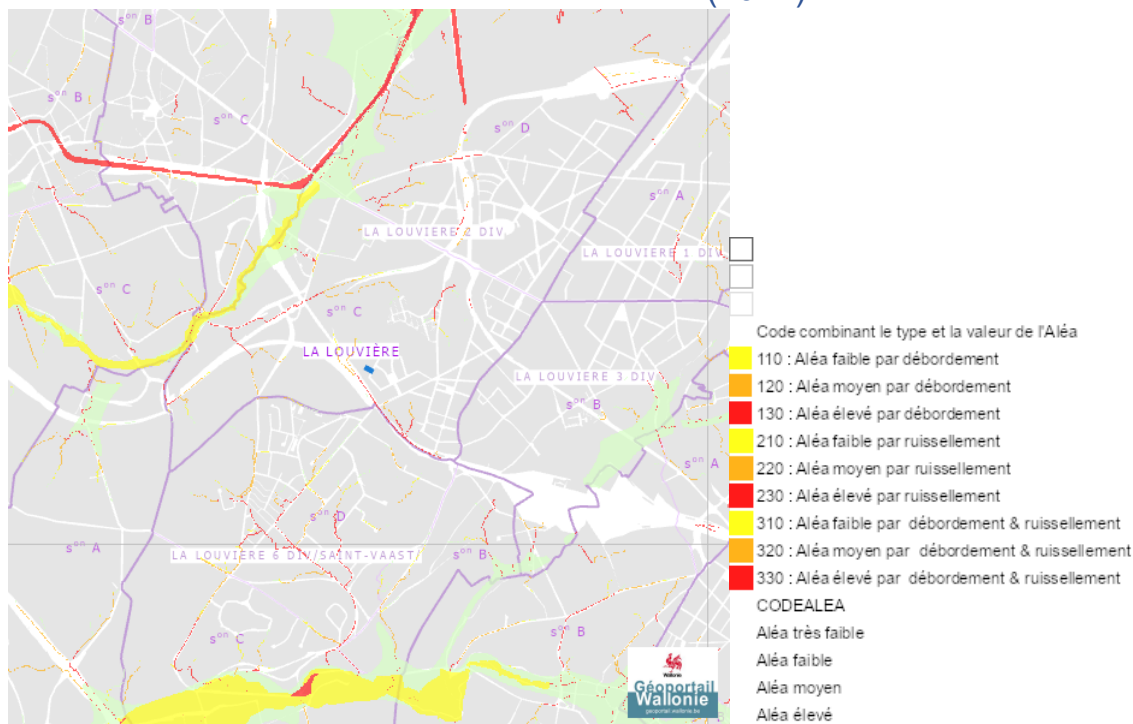 sᵒⁿ B
sᵒⁿ B
sᵒⁿ C
sᵒⁿ D
sᵒⁿ A
LA LOUVIERE 2 DIV
LA LOUVIERE 1 DIV
sᵒⁿ C
sᵒⁿ C
LA LOUVIÈRE
LA LOUVIERE 3 DIV
sᵒⁿ B
sᵒⁿ A
sᵒⁿ D
sᵒⁿ A
LA LOUVIERE 6 DIV/SAINT-VAAST/
sᵒⁿ B
sᵒⁿ C
sᵒⁿ B
Wallonie
Géoportail
Wallonie
geoportail.wallonie.be
Code combinant le type et la valeur de l'Aléa
110 : Aléa faible par débordement
120 : Aléa moyen par débordement
130 : Aléa élevé par débordement
210 : Aléa faible par ruissellement
220 : Aléa moyen par ruissellement
230 : Aléa élevé par ruissellement
310 : Aléa faible par débordement & ruissellement
320 : Aléa moyen par débordement & ruissellement
330 : Aléa élevé par débordement & ruissellement
CODEALEA
Aléa très faible
Aléa faible
Aléa moyen
Aléa élevé